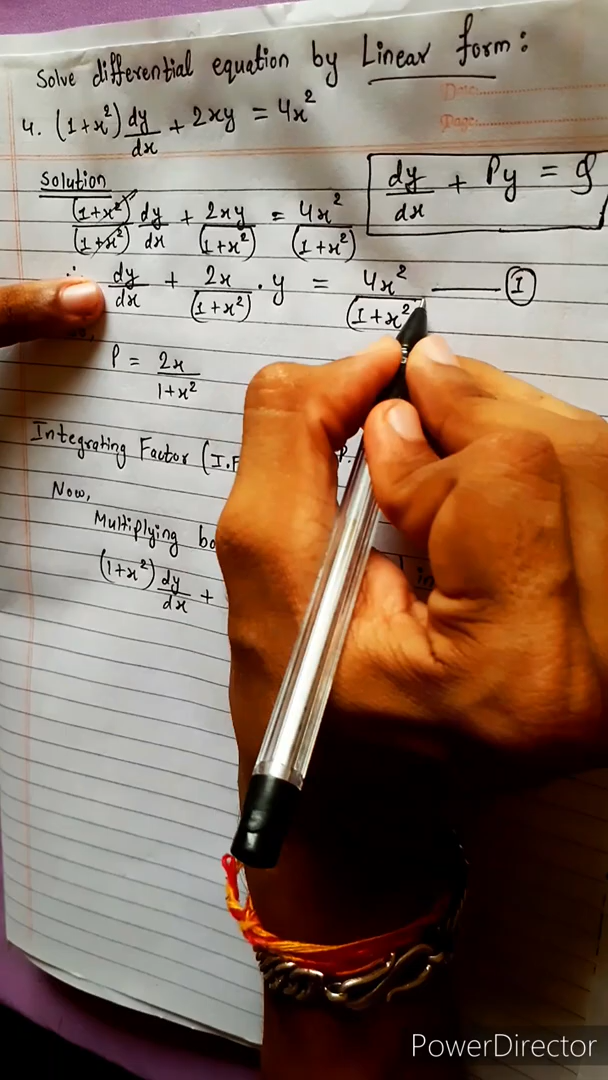 Solve differential equation by Linear form:
Date:
4. (1+x²) dy/dx + 2xy = 4x²
Page:
Solution
dy/dx + Py = Q
(1+x²)/(1+x²) dy/dx + 2xy/(1+x²) = 4x²/(1+x²)
∴ dy/dx + 2x/(1+x²) · y = 4x²/(1+x² —— I
P = 2x/1+x²
Integrating Factor (I.F
Now,
Multiplying
(1+x²) dy/dx +
PowerDirector